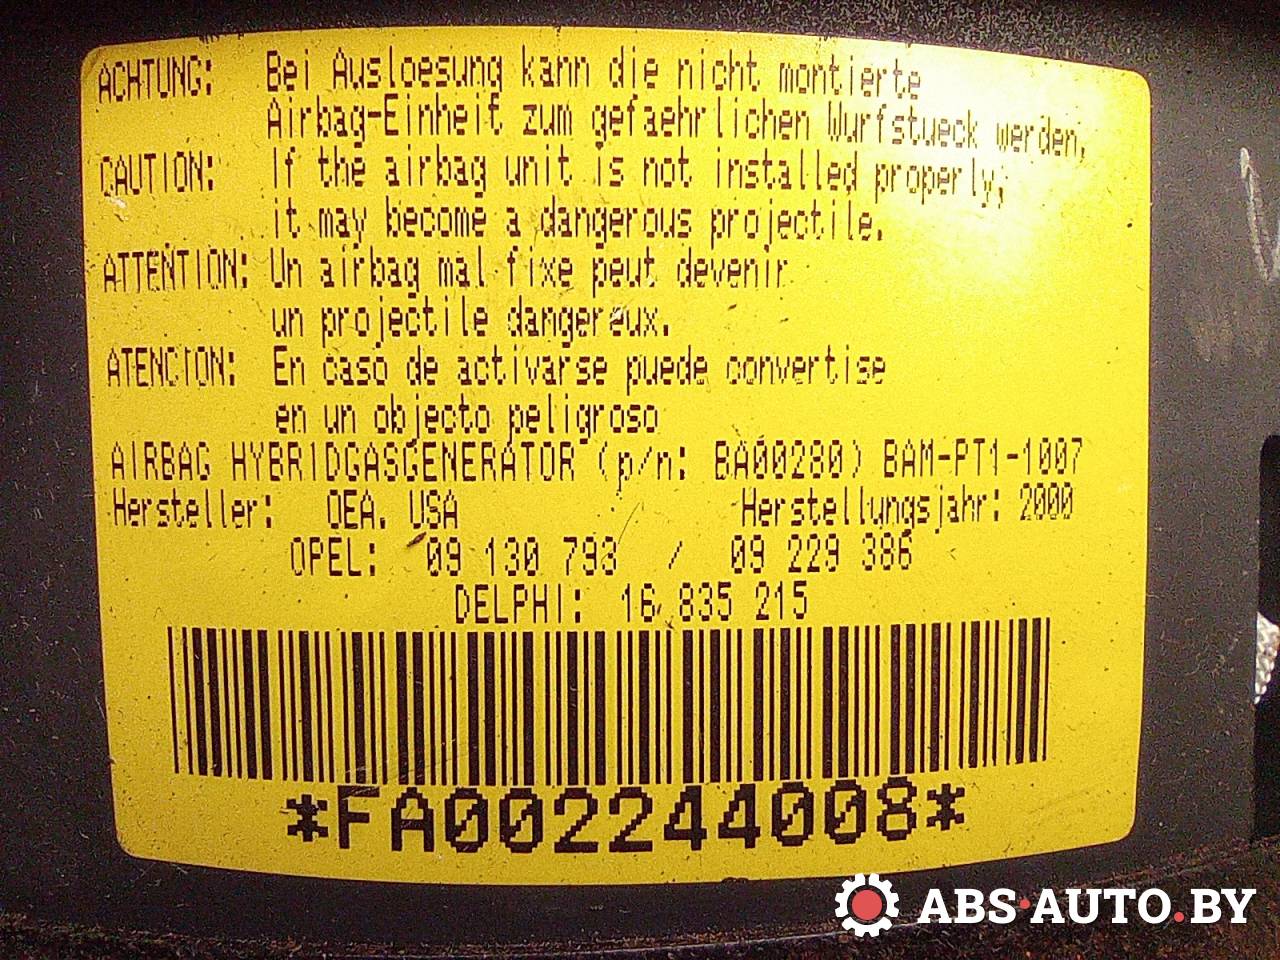 ACHTUNG: Bei Ausloesung kann die nicht montierte
Airbag-Einheit zum gefaehrlichen Wurfstueck werden,
CAUTION: If the airbag unit is not installed properly,
it may become a dangerous projectile.
ATTENTION: Un airbag mal fixe peut devenir
un projectile dangereux.
ATENCION: En caso de activarse puede convertise
en un objecto peligroso
AIRBAG HYBRIDGASGENERATOR (p/n: BA00280) BAM-PT1-1007
Hersteller: OEA. USA Herstellungsjahr: 2000
OPEL: 09 130 793 / 09 229 386
DELPHI: 16 835 215
*FA002244008*
ABS·AUTO.BY